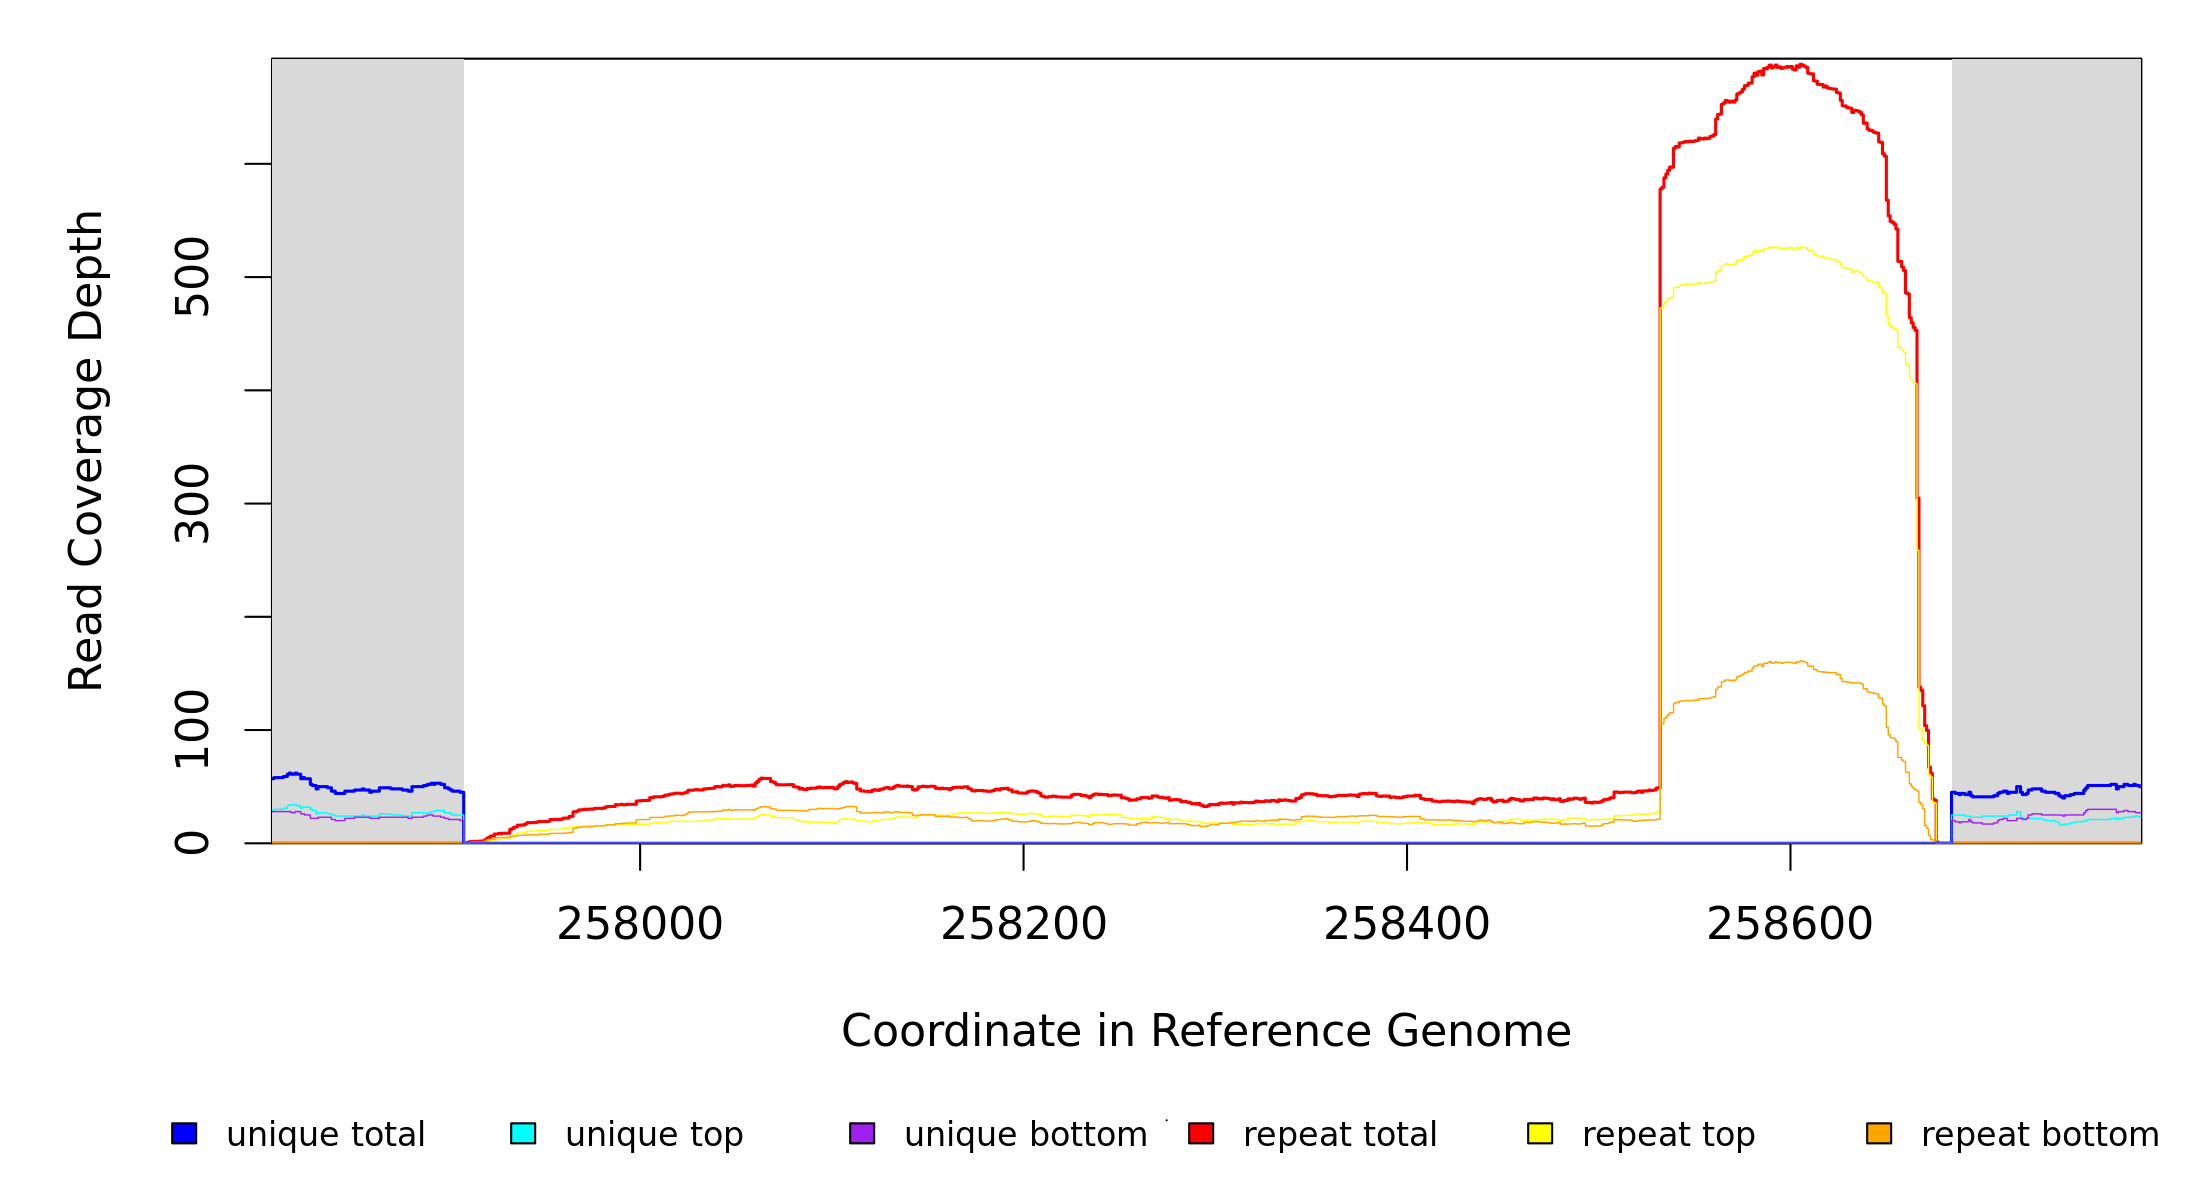 Read Coverage Depth
500
300
100
0
258000 258200 258400 258600
Coordinate in Reference Genome
unique total unique top unique bottom repeat total repeat top repeat bottom